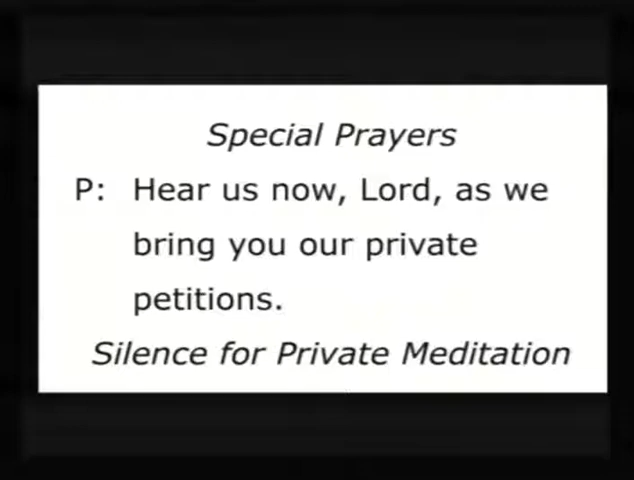 Special Prayers
P: Hear us now, Lord, as we
bring you our private
petitions.
Silence for Private Meditation